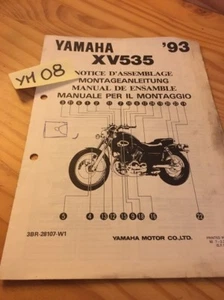 YAMAHA '93
XV535
YM 08
NOTICE D'ASSEMBLAGE
MONTAGEANLEITUNG
MANUAL DE ENSAMBLE
MANUALE PER IL MONTAGGIO
3BR-28107-W1
YAMAHA MOTOR CO.,LTD.